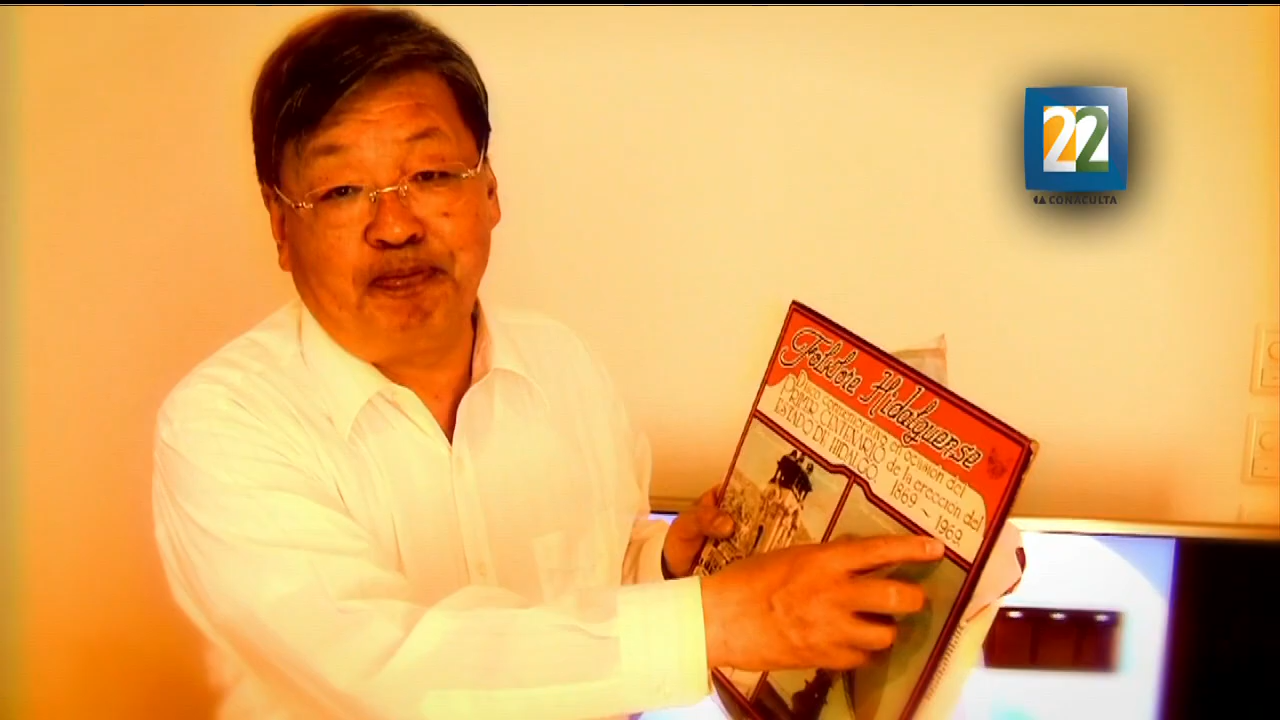 22
CONACULTA
Folklore Hidalguense
Disco conmemorativo en ocasión del
PRIMER CENTENARIO de la erección del
ESTADO DE HIDALGO. 1869 ~ 1969.